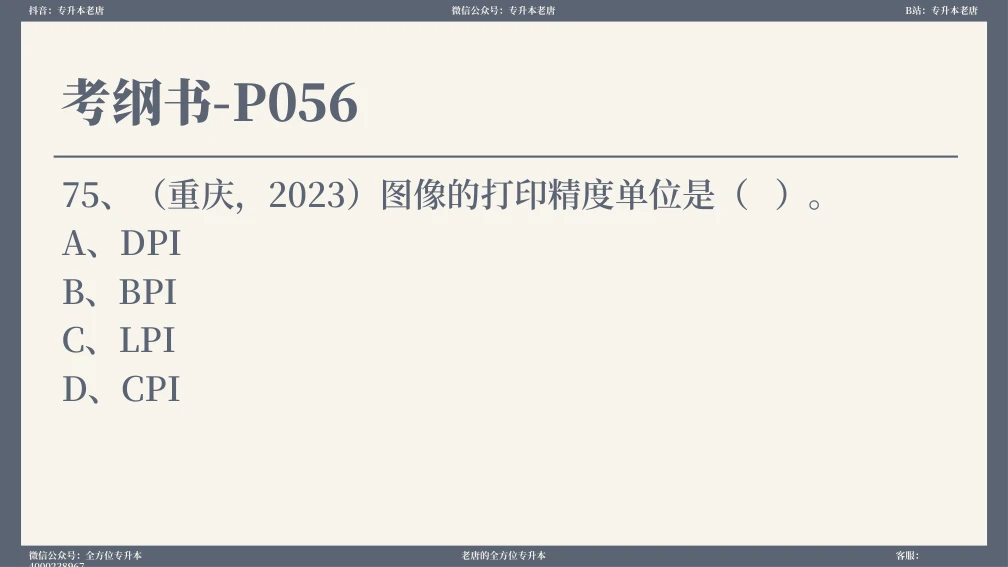 抖音：专升本老唐 微信公众号：专升本老唐 B站：专升本老唐
考纲书-P056
75、（重庆，2023）图像的打印精度单位是（ ）。
A、DPI
B、BPI
C、LPI
D、CPI
微信公众号：全方位专升本 老唐的全方位专升本 客服：
4000238967